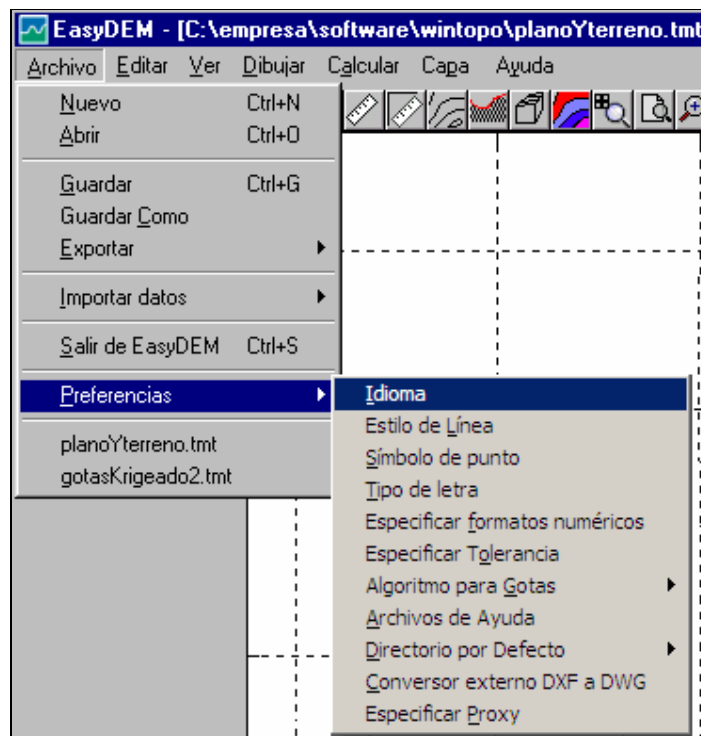 EasyDEM - [C:\empresa\software\wintopo\planoYterreno.tmt
Archivo Editar Ver Dibujar Calcular Capa Ayuda
Nuevo Ctrl+N
Abrir Ctrl+O
Guardar Ctrl+G
Guardar Como
Exportar
Importar datos
Salir de EasyDEM Ctrl+S
Preferencias
planoYterreno.tmt
gotasKrigeado2.tmt
Idioma
Estilo de Línea
Símbolo de punto
Tipo de letra
Especificar formatos numéricos
Especificar Tolerancia
Algoritmo para Gotas
Archivos de Ayuda
Directorio por Defecto
Conversor externo DXF a DWG
Especificar Proxy